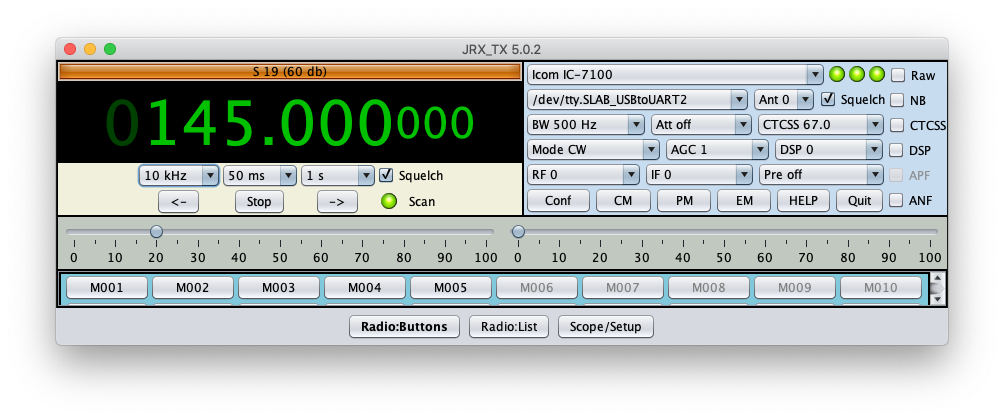 JRX_TX 5.0.2
S 19 (60 db)
0145.000000000
10 kHz 50 ms 1 s Squelch
<- Stop -> Scan
Icom IC-7100 Raw
/dev/tty.SLAB_USBtoUART2 Ant 0 Squelch NB
BW 500 Hz Att off CTCSS 67.0 CTCSS
Mode CW AGC 1 DSP 0 DSP
RF 0 IF 0 Pre off APF
Conf CM PM EM HELP Quit ANF
0 10 20 30 40 50 60 70 80 90 100
0 10 20 30 40 50 60 70 80 90 100
M001 M002 M003 M004 M005 M006 M007 M008 M009 M010
Radio:Buttons Radio:List Scope/Setup